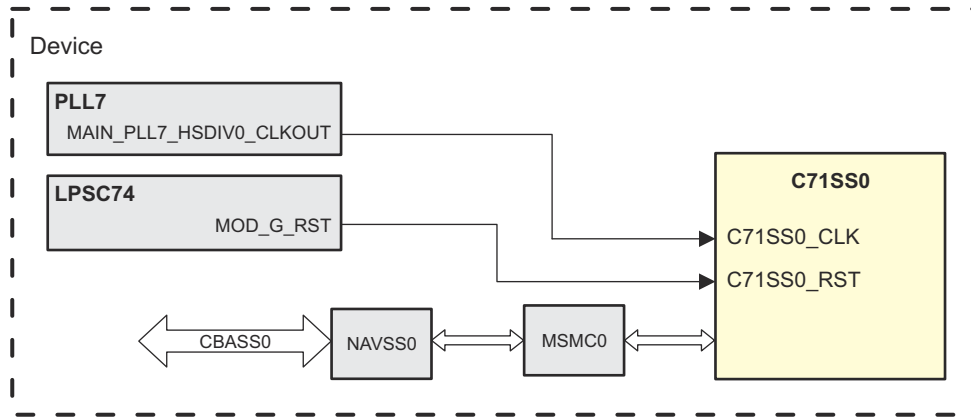 Device
PLL7
MAIN_PLL7_HSDIV0_CLKOUT
LPSC74
MOD_G_RST
C71SS0
C71SS0_CLK
C71SS0_RST
CBASS0
NAVSS0
MSMC0